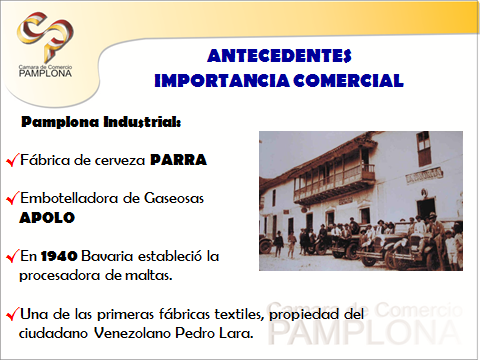 Camara de Comercio
PAMPLONA
ANTECEDENTES
IMPORTANCIA COMERCIAL
Pamplona Industrial:
Fábrica de cerveza PARRA
Embotelladora de Gaseosas
APOLO
En 1940 Bavaria estableció la
procesadora de maltas.
Una de las primeras fábricas textiles, propiedad del
ciudadano Venezolano Pedro Lara.
Camara de Comercio
PAMPLONA